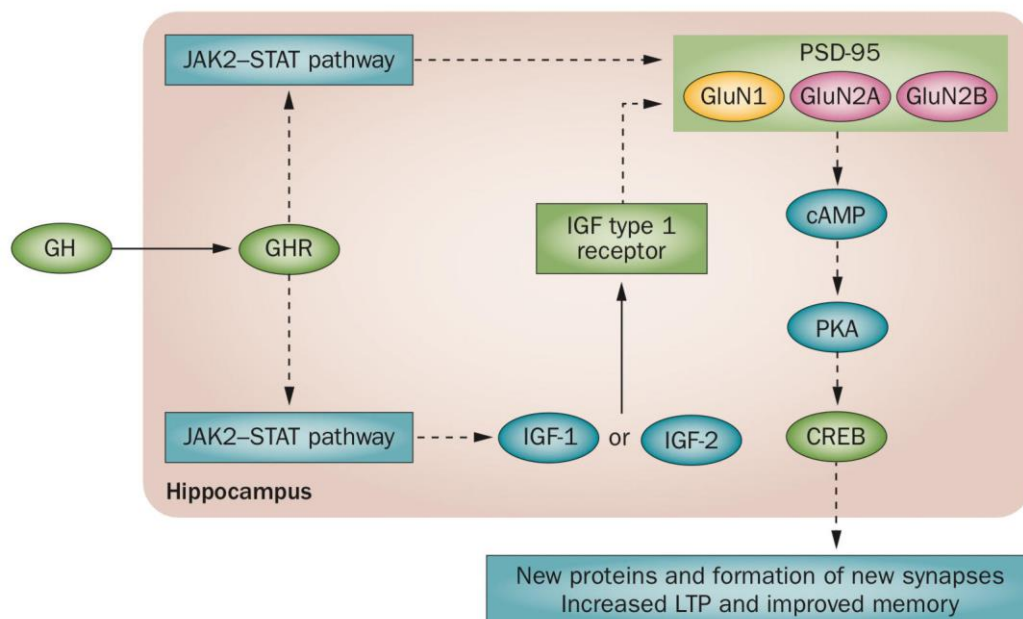 JAK2–STAT pathway
PSD-95
GluN1
GluN2A
GluN2B
cAMP
GH
GHR
IGF type 1
receptor
PKA
JAK2–STAT pathway
IGF-1 or IGF-2
CREB
Hippocampus
New proteins and formation of new synapses
Increased LTP and improved memory